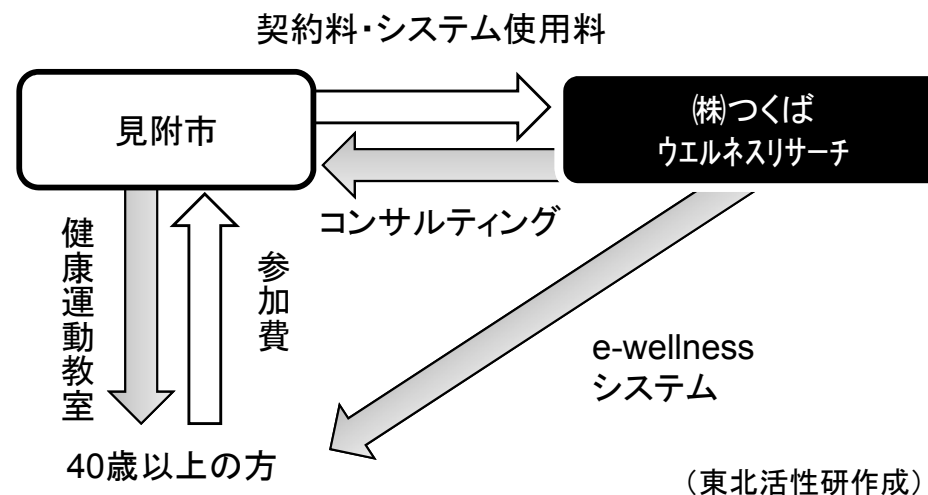 契約料・システム使用料
見附市
㈱つくば
ウエルネスリサーチ
コンサルティング
健康運動教室
参加費
e-wellness
システム
40歳以上の方
（東北活性研作成）